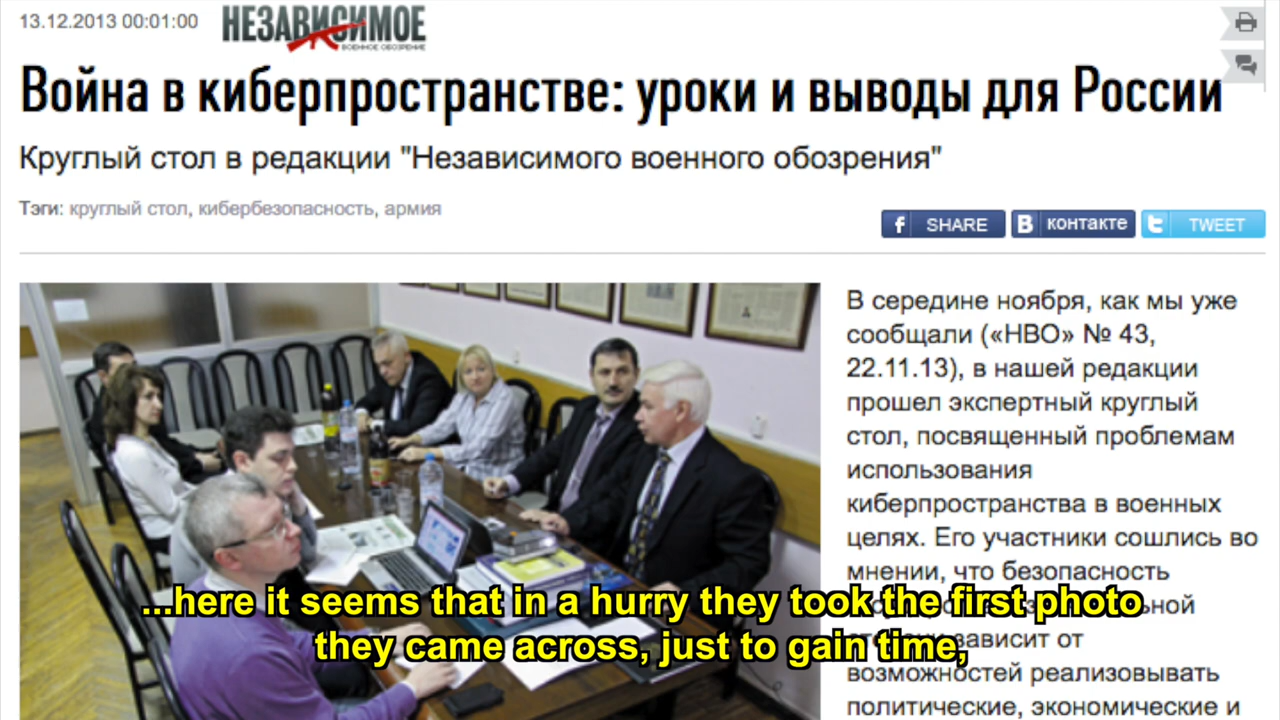 13.12.2013 00:01:00
НЕЗАВИСИМОЕ
ВОЕННОЕ ОБОЗРЕНИЕ
Война в киберпространстве: уроки и выводы для России
Круглый стол в редакции "Независимого военного обозрения"
Тэги: круглый стол, кибербезопасность, армия
f SHARE
В контакте
t TWEET
В середине ноября, как мы уже
сообщали («НВО» № 43,
22.11.13), в нашей редакции
прошел экспертный круглый
стол, посвященный проблемам
использования
киберпространства в военных
целях. Его участники сошлись во
мнении, что безопасность
зависит от
возможностей реализовывать
политические, экономические и
...here it seems that in a hurry they took the first photo
they came across, just to gain time,